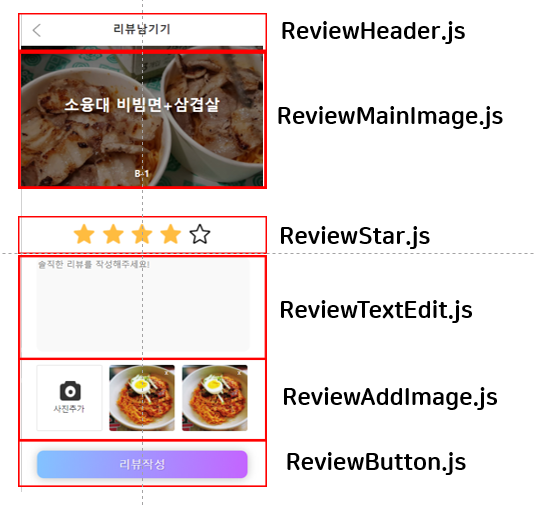 리뷰남기기
ReviewHeader.js
소융대 비빔면+삼겹살
B-1
ReviewMainImage.js
ReviewStar.js
솔직한 리뷰를 작성해주세요!
ReviewTextEdit.js
사진추가
ReviewAddImage.js
리뷰작성
ReviewButton.js